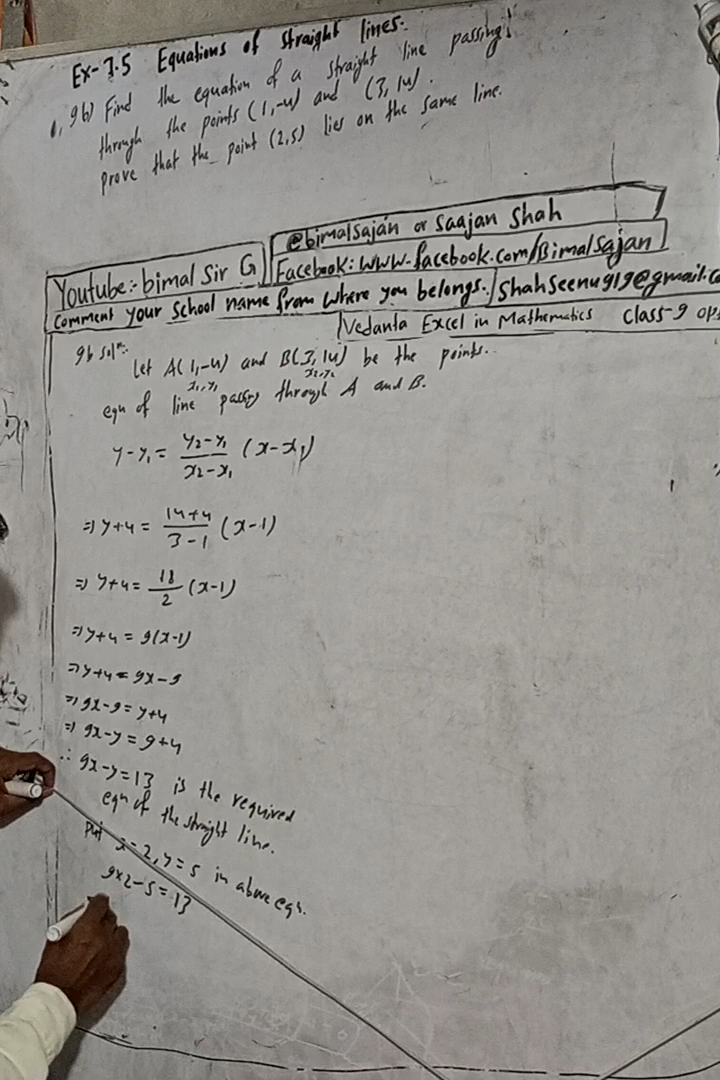 Ex-7.5 Equations of straight lines.
1, 9b) Find the equation of a straight line passing
through the points (1,-4) and (3, 14).
prove that the point (2,5) lies on the same line.
@bimalsajan or Saajan Shah
Youtube:- bimal Sir G
Facebook: www.facebook.com/Bimalsajan
Comment your School name from where you belongs./Shahseenu919@gmail.c
Vedanta Excel in Mathematics Class-9 op
9b solⁿ:-
Let A(1,-4) and B(3,14) be the points.
x₁,y₁ x₂,y₂
eqn of line passing through A and B.
y-y₁ = y₂-y₁/x₂-x₁ (x-x₁)
=> y+4 = 14+4/3-1 (x-1)
=> y+4 = 18/2 (x-1)
=> y+4 = 9(x-1)
=> y+4 = 9x-9
=> 9x-9 = y+4
=> 9x-y = 9+4
∴ 9x-y=13 is the required
eqn of the straight line.
Put x=2, y=5 in above eqn.
9×2-5=13